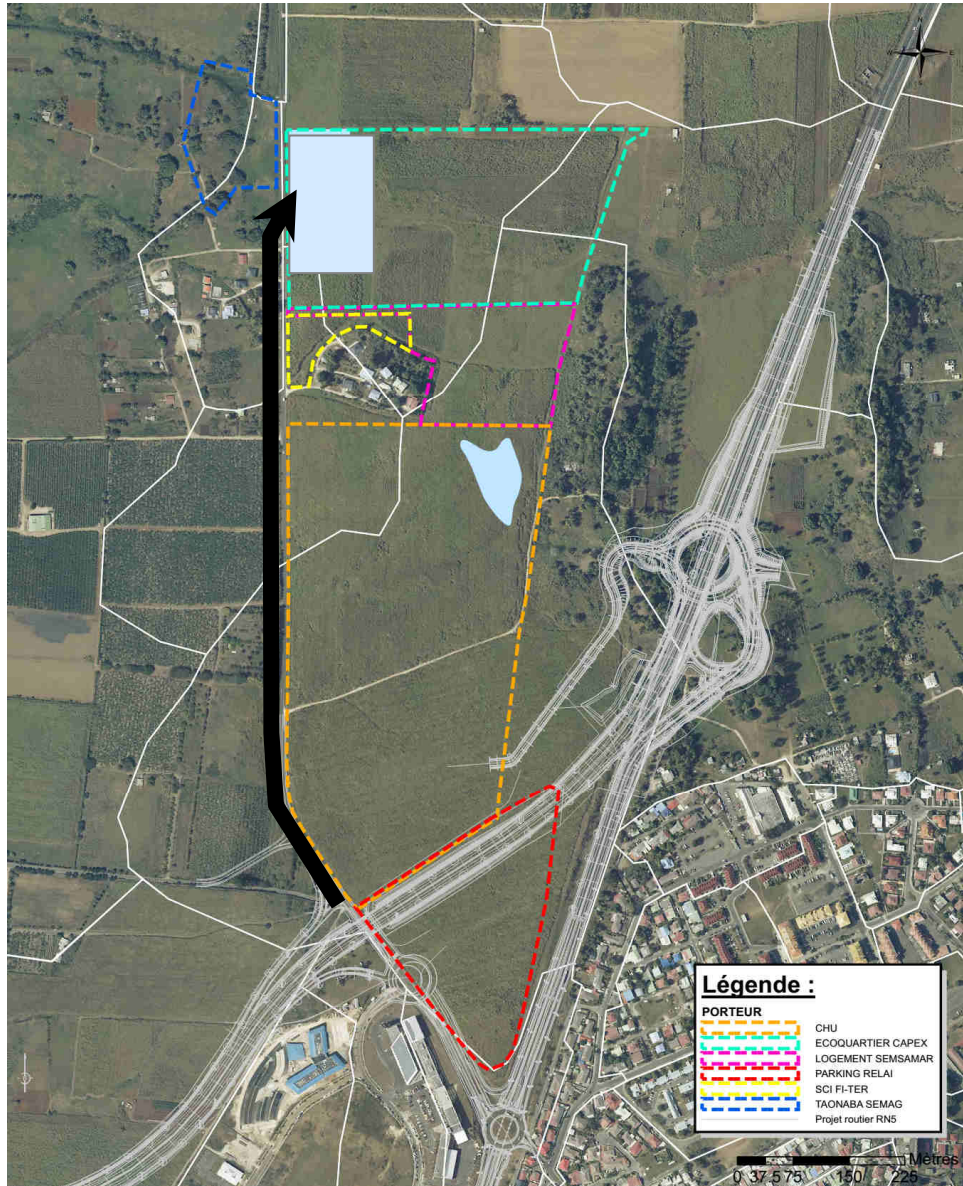 Légende :
PORTEUR
CHU
ECOQUARTIER CAPEX
LOGEMENT SEMSAMAR
PARKING RELAI
SCI FI-TER
TAONABA SEMAG
Projet routier RN5
Mètres
0 37.5 75 150 225